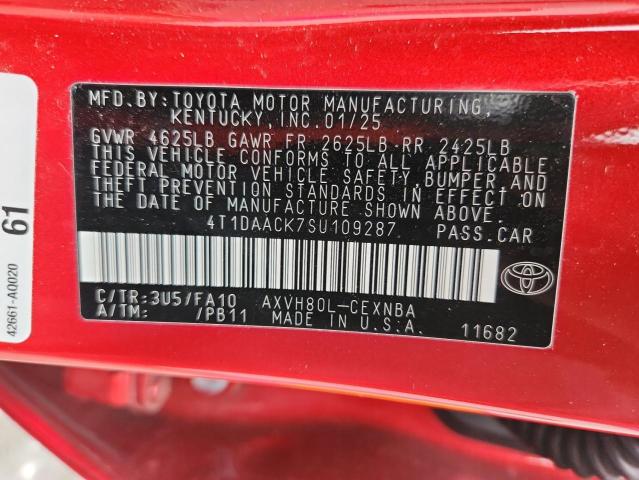 MFD. BY: TOYOTA MOTOR MANUFACTURING,
KENTUCKY, INC. 01/25
GVWR 4625LB GAWR FR 2625LB RR 2425LB
THIS VEHICLE CONFORMS TO ALL APPLICABLE
FEDERAL MOTOR VEHICLE SAFETY, BUMPER, AND
THEFT PREVENTION STANDARDS IN EFFECT ON
THE DATE OF MANUFACTURE SHOWN ABOVE.
4T1DAACK7SU109287 PASS. CAR
C/TR: 3U5/FA10 AXVH80L-CEXNBA
A/TM: /PB11 MADE IN U.S.A. 11682
TOYOTA
61
42661-A0020